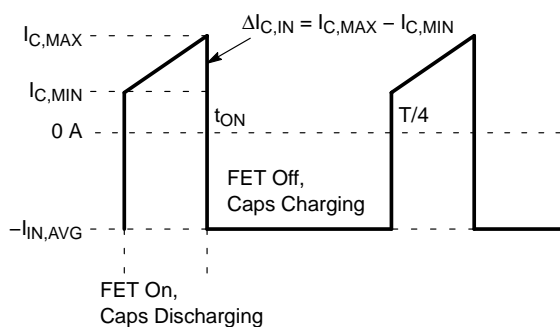 I_C,MAX
ΔI_C,IN = I_C,MAX – I_C,MIN
I_C,MIN
t_ON
T/4
0 A
FET Off,
Caps Charging
–I_IN,AVG
FET On,
Caps Discharging